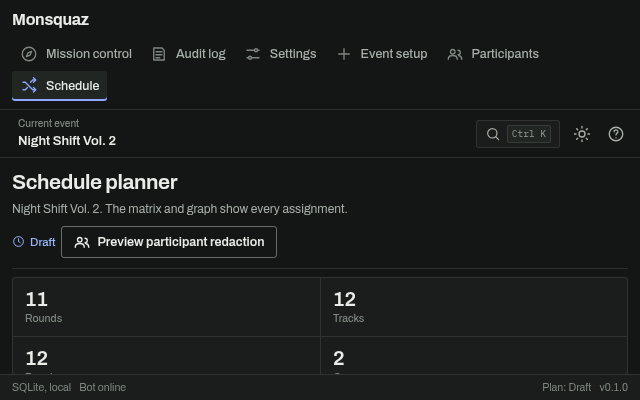 Monsquaz
Mission control
Audit log
Settings
Event setup
Participants
Schedule
Current event
Night Shift Vol. 2
Ctrl K
Schedule planner
Night Shift Vol. 2. The matrix and graph show every assignment.
Draft
Preview participant redaction
11
Rounds
12
Tracks
12
2
SQLite, local
Bot online
Plan: Draft
v0.1.0